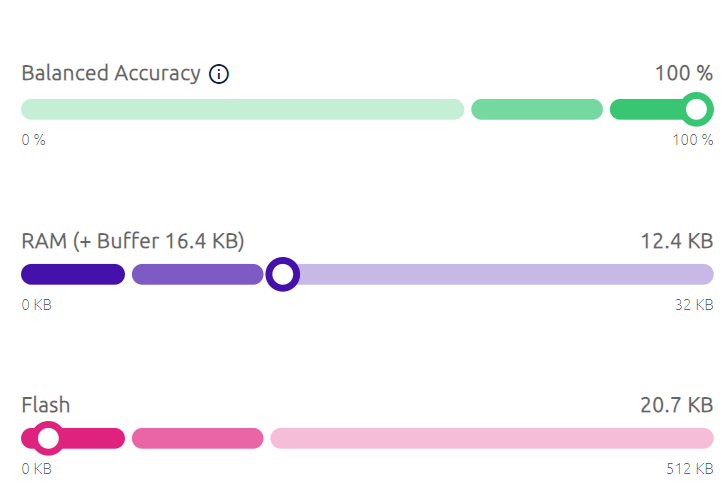 Balanced Accuracy 100 %
0 % 100 %
RAM (+ Buffer 16.4 KB) 12.4 KB
0 KB 32 KB
Flash 20.7 KB
0 KB 512 KB